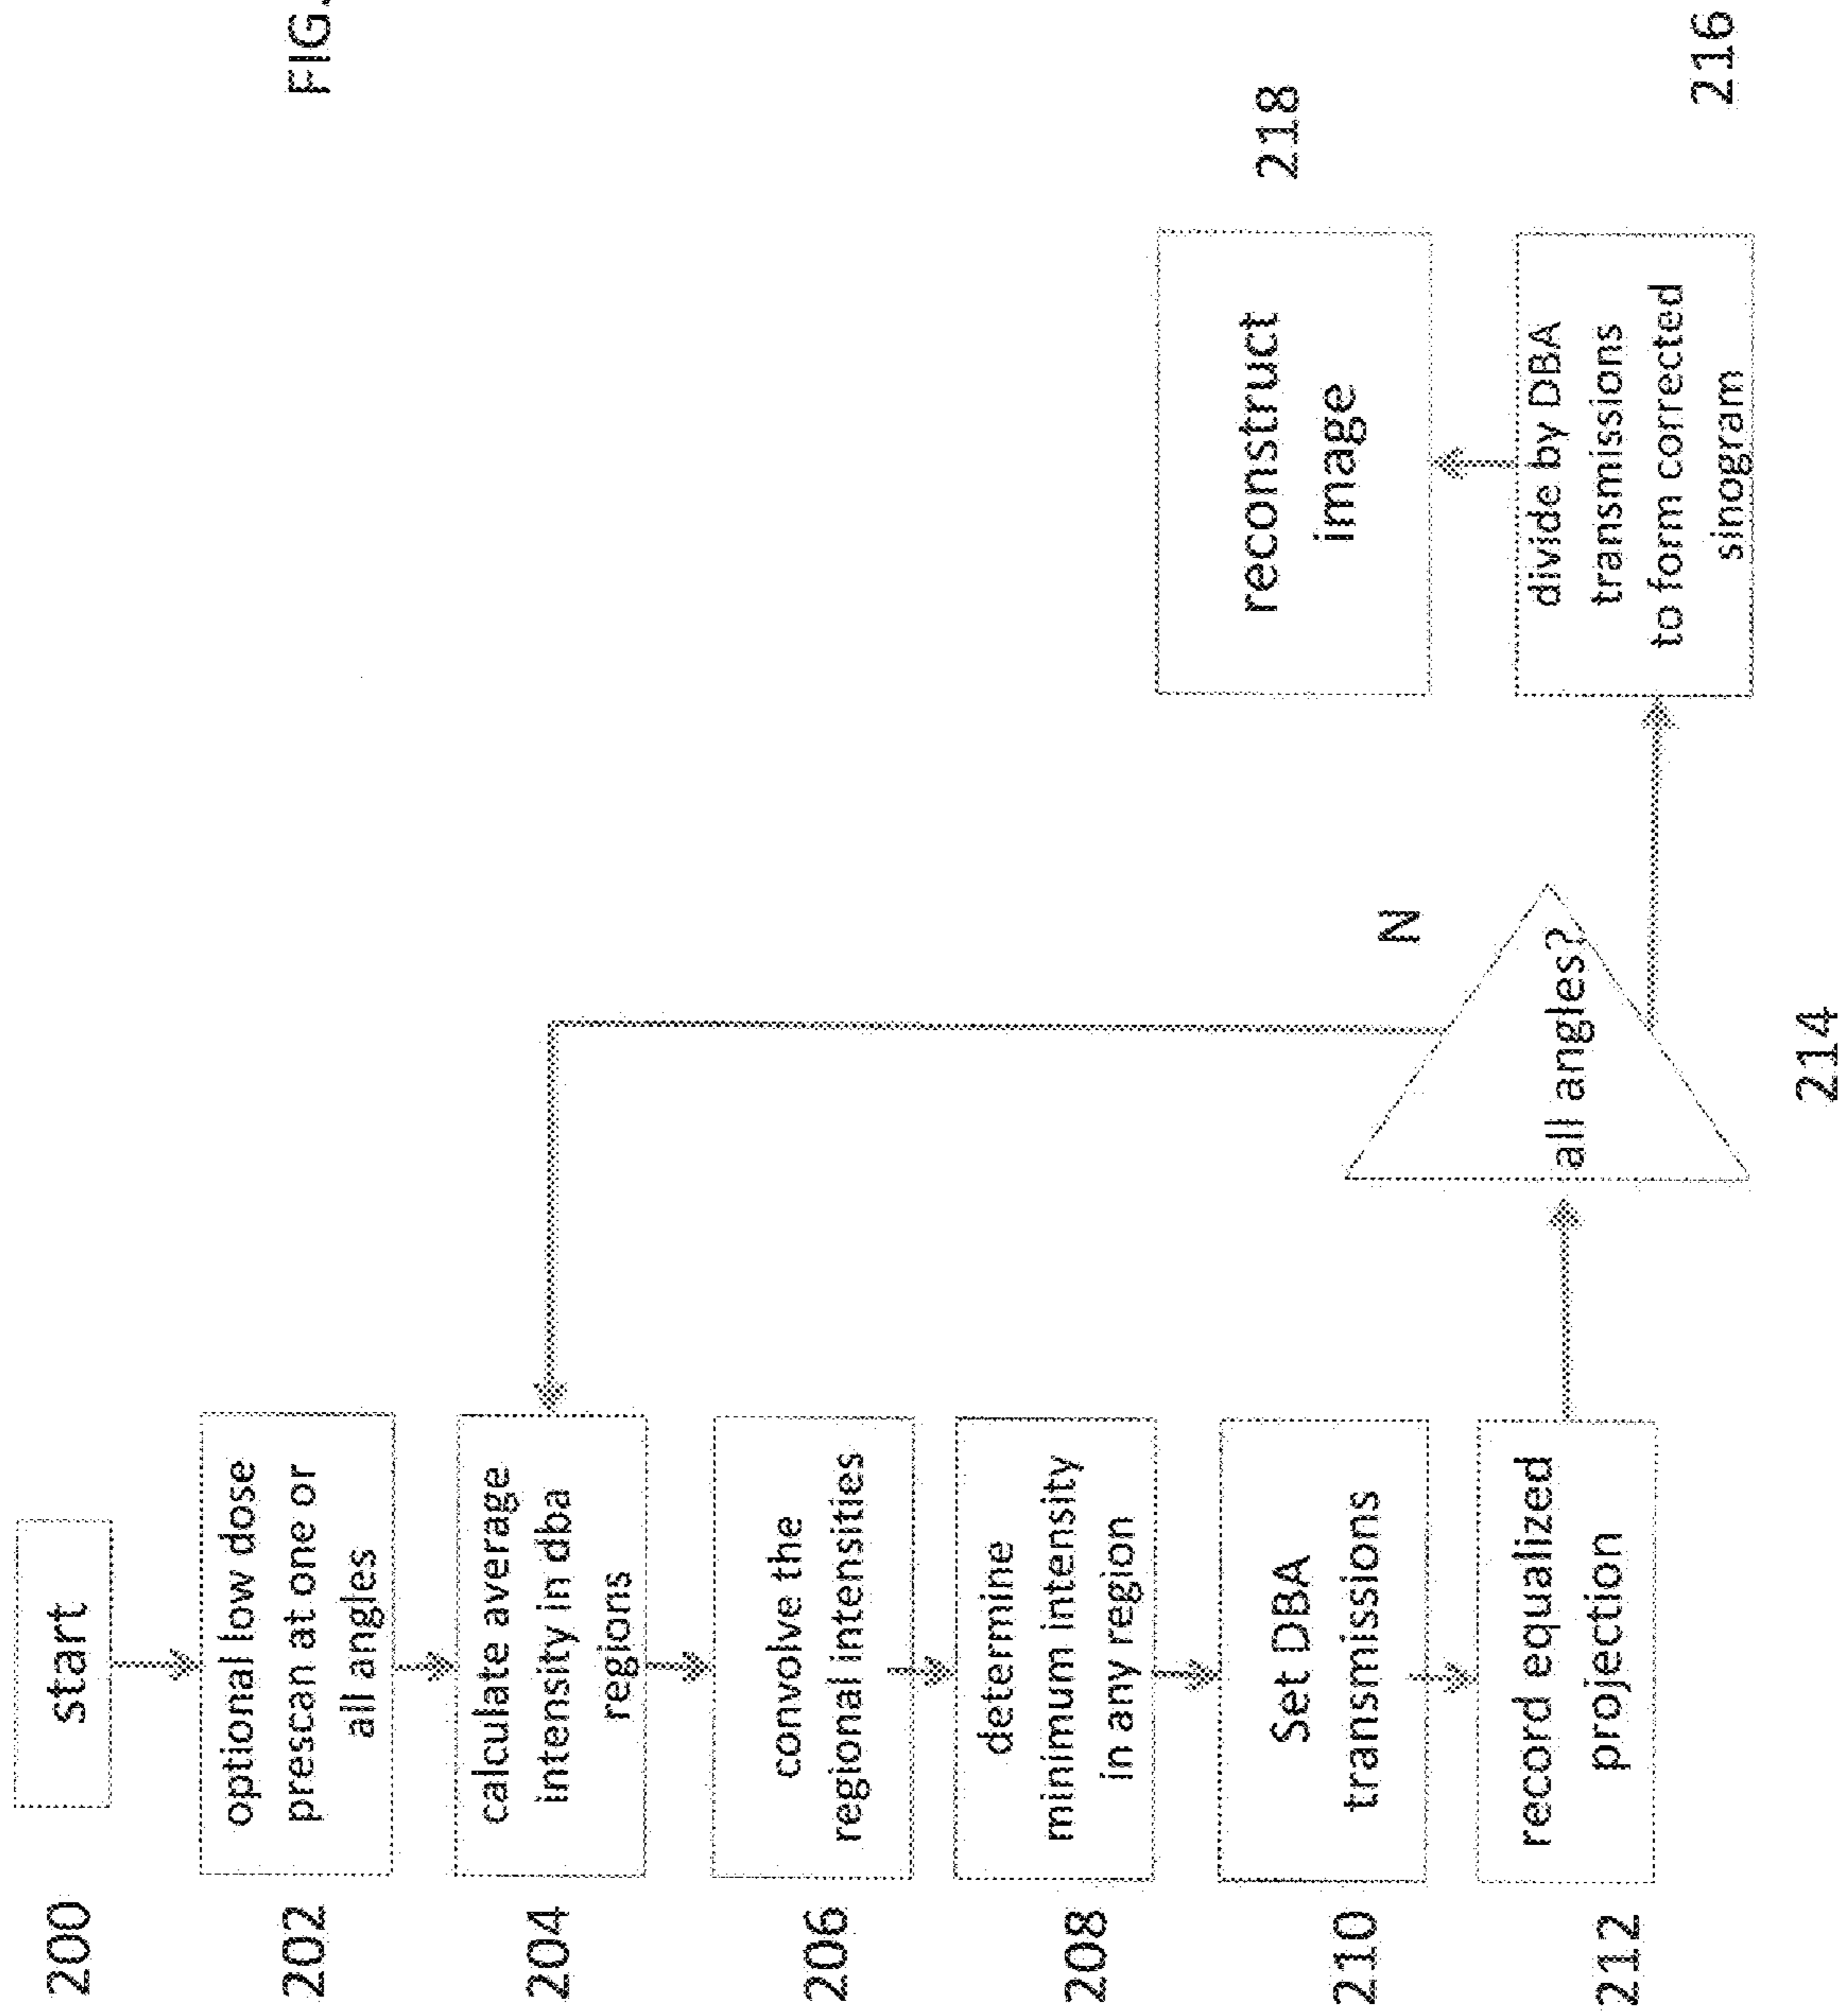 FIG.
200
start
202
optional low dose
prescan at one or
all angles
204
calculate average
intensity in dba
regions
206
convolve the
regional intensities
208
determine
minimum intensity
in any region
210
Set DBA
transmissions
212
record equalized
projection
all angles?
N
214
divide by DBA
transmissions
to form corrected
sinogram
216
reconstruct
image
218